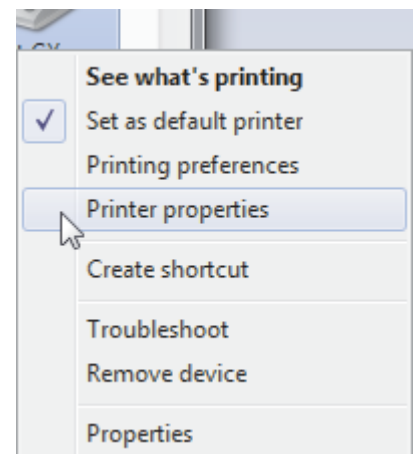 See what's printing
Set as default printer
Printing preferences
Printer properties
Create shortcut
Troubleshoot
Remove device
Properties